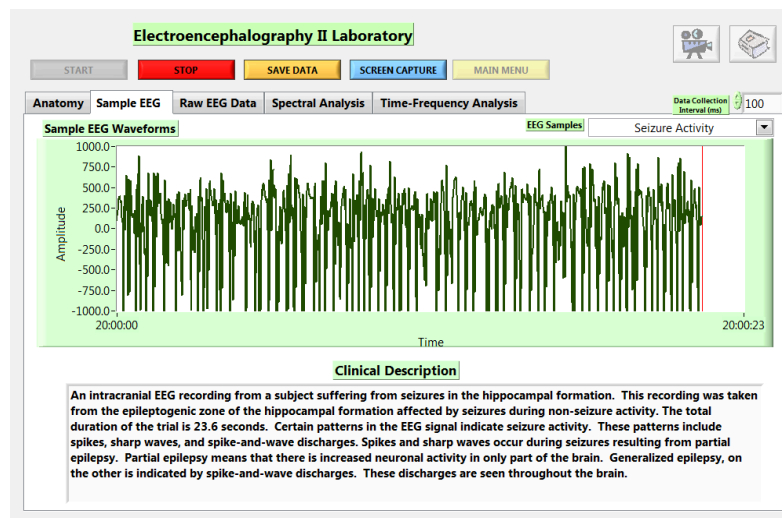 Electroencephalography II Laboratory
START
STOP
SAVE DATA
SCREEN CAPTURE
MAIN MENU
Anatomy
Sample EEG
Raw EEG Data
Spectral Analysis
Time-Frequency Analysis
Data Collection
Interval (ms)
100
Sample EEG Waveforms
EEG Samples
Seizure Activity
1000.0
750.0
500.0
250.0
0.0
-250.0
-500.0
-750.0
-1000.0
Amplitude
20:00:00
20:00:23
Time
Clinical Description
An intracranial EEG recording from a subject suffering from seizures in the hippocampal formation. This recording was taken
from the epileptogenic zone of the hippocampal formation affected by seizures during non-seizure activity. The total
duration of the trial is 23.6 seconds. Certain patterns in the EEG signal indicate seizure activity. These patterns include
spikes, sharp waves, and spike-and-wave discharges. Spikes and sharp waves occur during seizures resulting from partial
epilepsy. Partial epilepsy means that there is increased neuronal activity in only part of the brain. Generalized epilepsy, on
the other is indicated by spike-and-wave discharges. These discharges are seen throughout the brain.